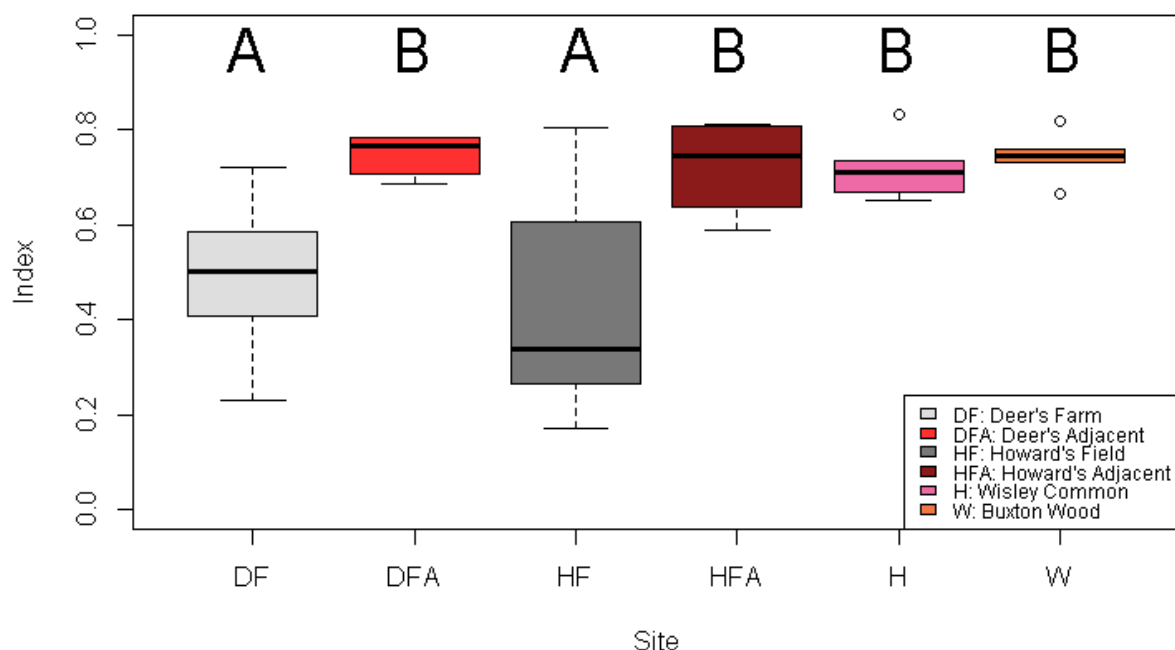 1.0
0.8
0.6
0.4
0.2
0.0
Index
A B A B B B
DF: Deer's Farm
DFA: Deer's Adjacent
HF: Howard's Field
HFA: Howard's Adjacent
H: Wisley Common
W: Buxton Wood
DF DFA HF HFA H W
Site